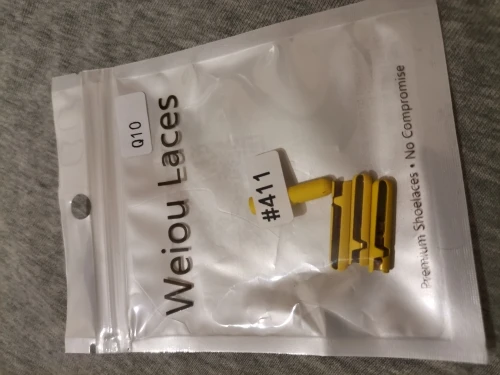 Q10
Weiou Laces
#411
Premium Shoelaces • No Compromise